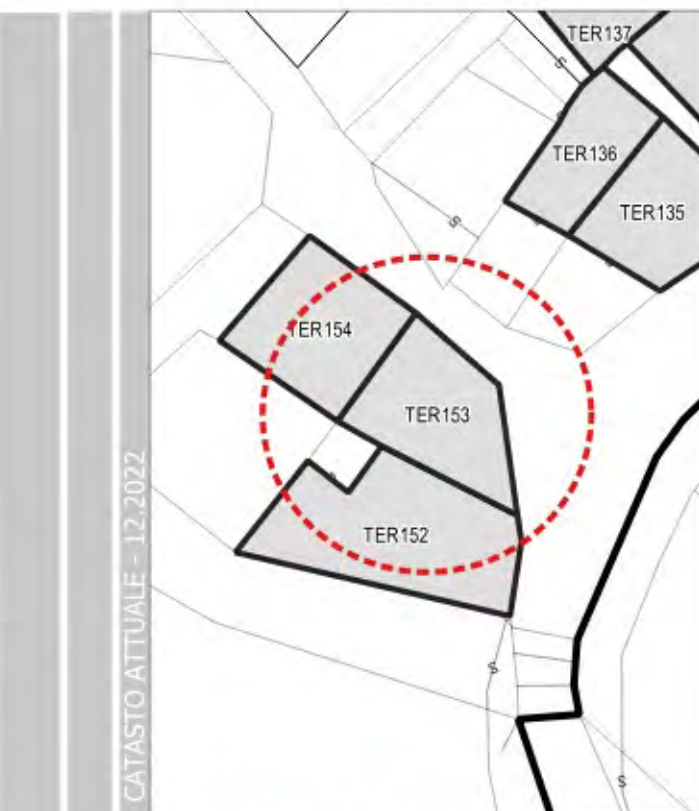 TER137
S
TER136
TER135
S
TER154
TER153
TER152
S
S
CATASTO ATTUALE - 12.2022